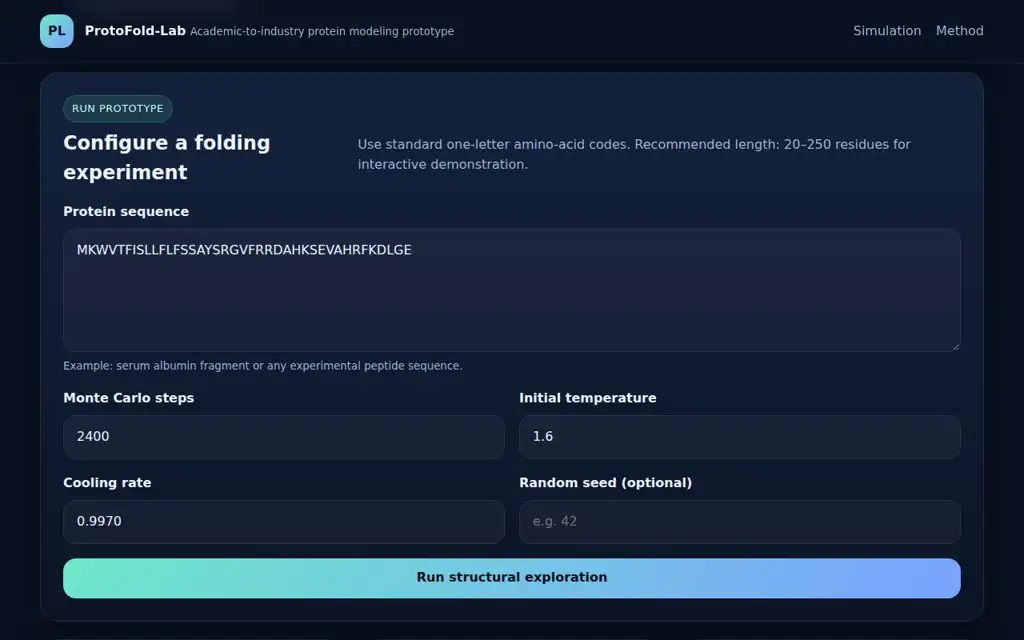 PL ProtoFold-Lab Academic-to-industry protein modeling prototype Simulation Method
RUN PROTOTYPE
Configure a folding
experiment
Use standard one-letter amino-acid codes. Recommended length: 20–250 residues for
interactive demonstration.
Protein sequence
MKWVTFISLLFLFSSAYSRGVFRRDAHKSEVAHRFKDLGE
Example: serum albumin fragment or any experimental peptide sequence.
Monte Carlo steps
2400
Initial temperature
1.6
Cooling rate
0.9970
Random seed (optional)
e.g. 42
Run structural exploration